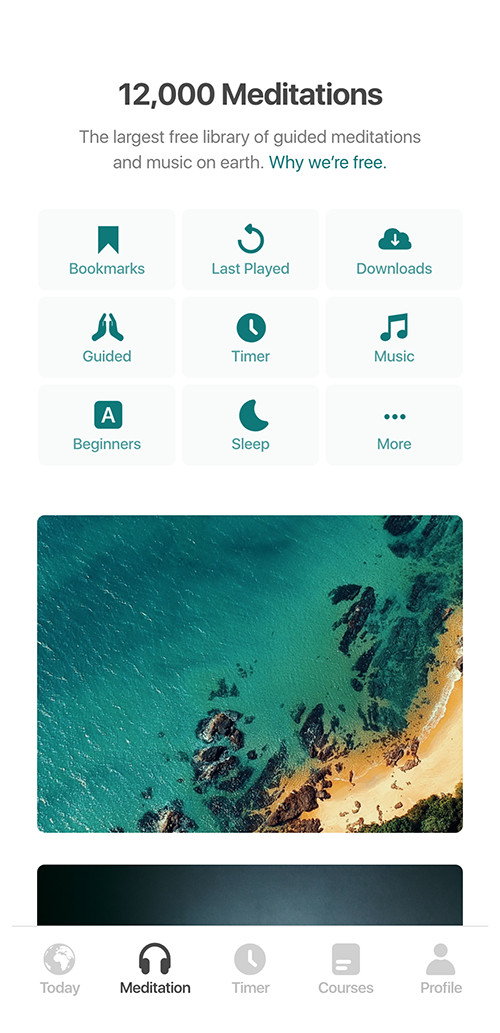 12,000 Meditations
The largest free library of guided meditations
and music on earth. Why we’re free.
Bookmarks
Last Played
Downloads
Guided
Timer
Music
A
Beginners
Sleep
More
Today
Meditation
Timer
Courses
Profile